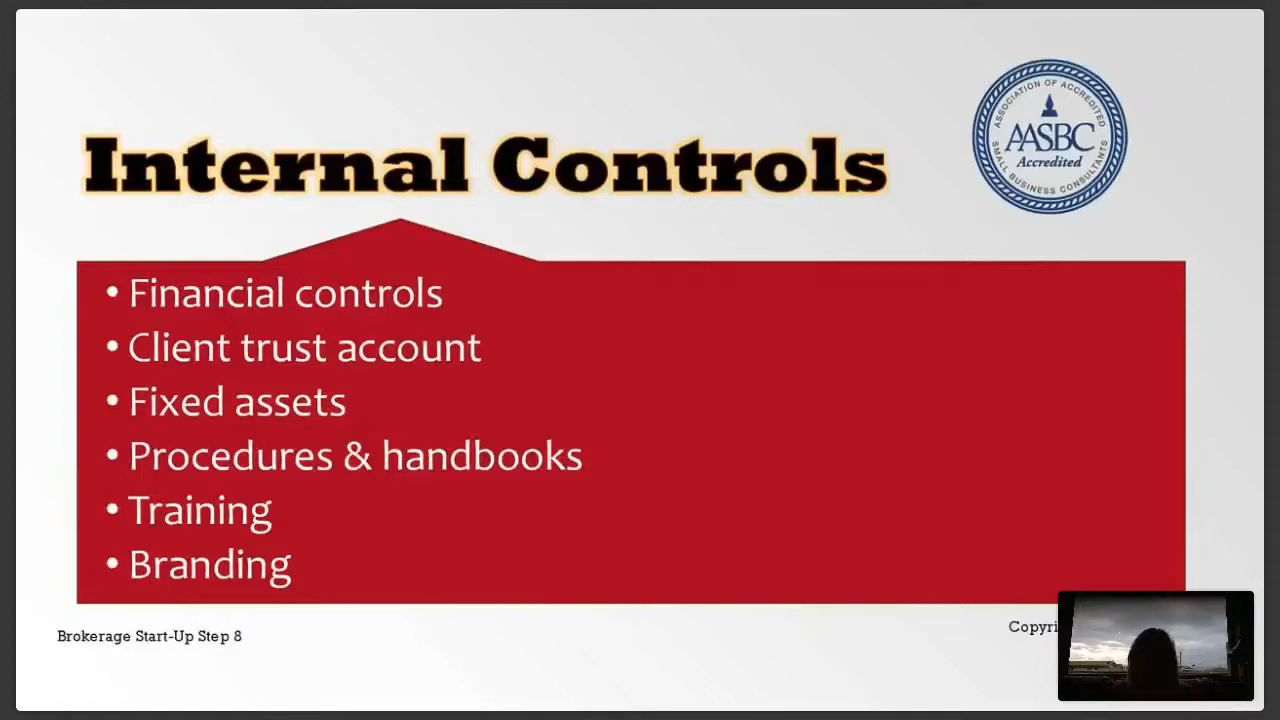 Internal Controls
ASSOCIATION OF ACCREDITED
AASBC
Accredited
SMALL BUSINESS CONSULTANTS
• Financial controls
• Client trust account
• Fixed assets
• Procedures & handbooks
• Training
• Branding
Brokerage Start-Up Step 8